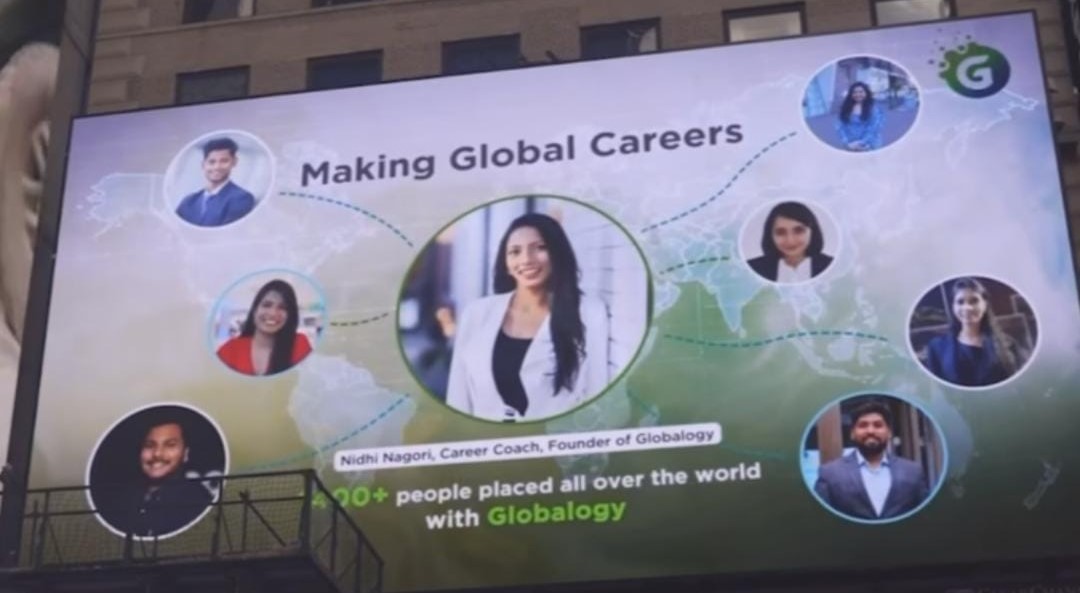 G
Making Global Careers
Nidhi Nagori, Career Coach, Founder of Globalogy
people placed all over the world
with Globalogy